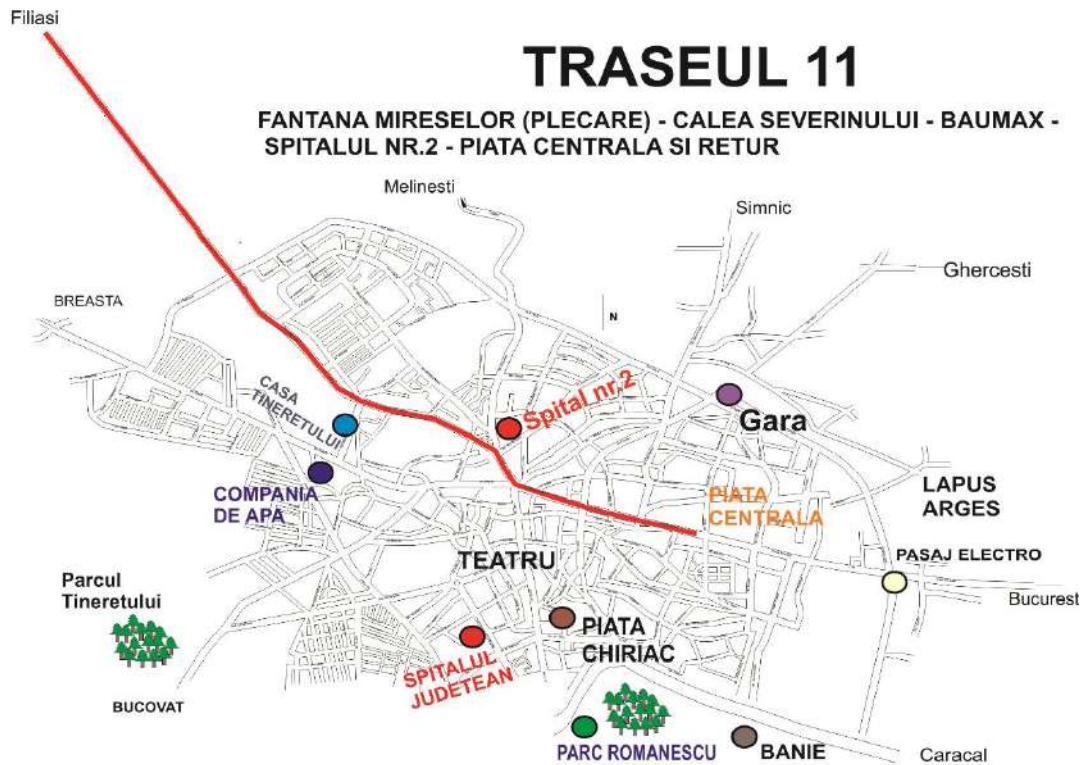 Filiasi
TRASEUL 11
FANTANA MIRESELOR (PLECARE) - CALEA SEVERINULUI - BAUMAX -
SPITALUL NR.2 - PIATA CENTRALA SI RETUR
Melinesti
Simnic
Ghercesti
BREASTA
N
CASA
TINERETULUI
Spital nr.2
Gara
COMPANIA
DE APA
PIATA
CENTRALA
LAPUS
ARGES
TEATRU
PASAJ ELECTRO
Parcul
Tineretului
Bucuresti
PIATA
CHIRIAC
SPITALUL
JUDETEAN
BUCOVAT
PARC ROMANESCU
BANIE
Caracal